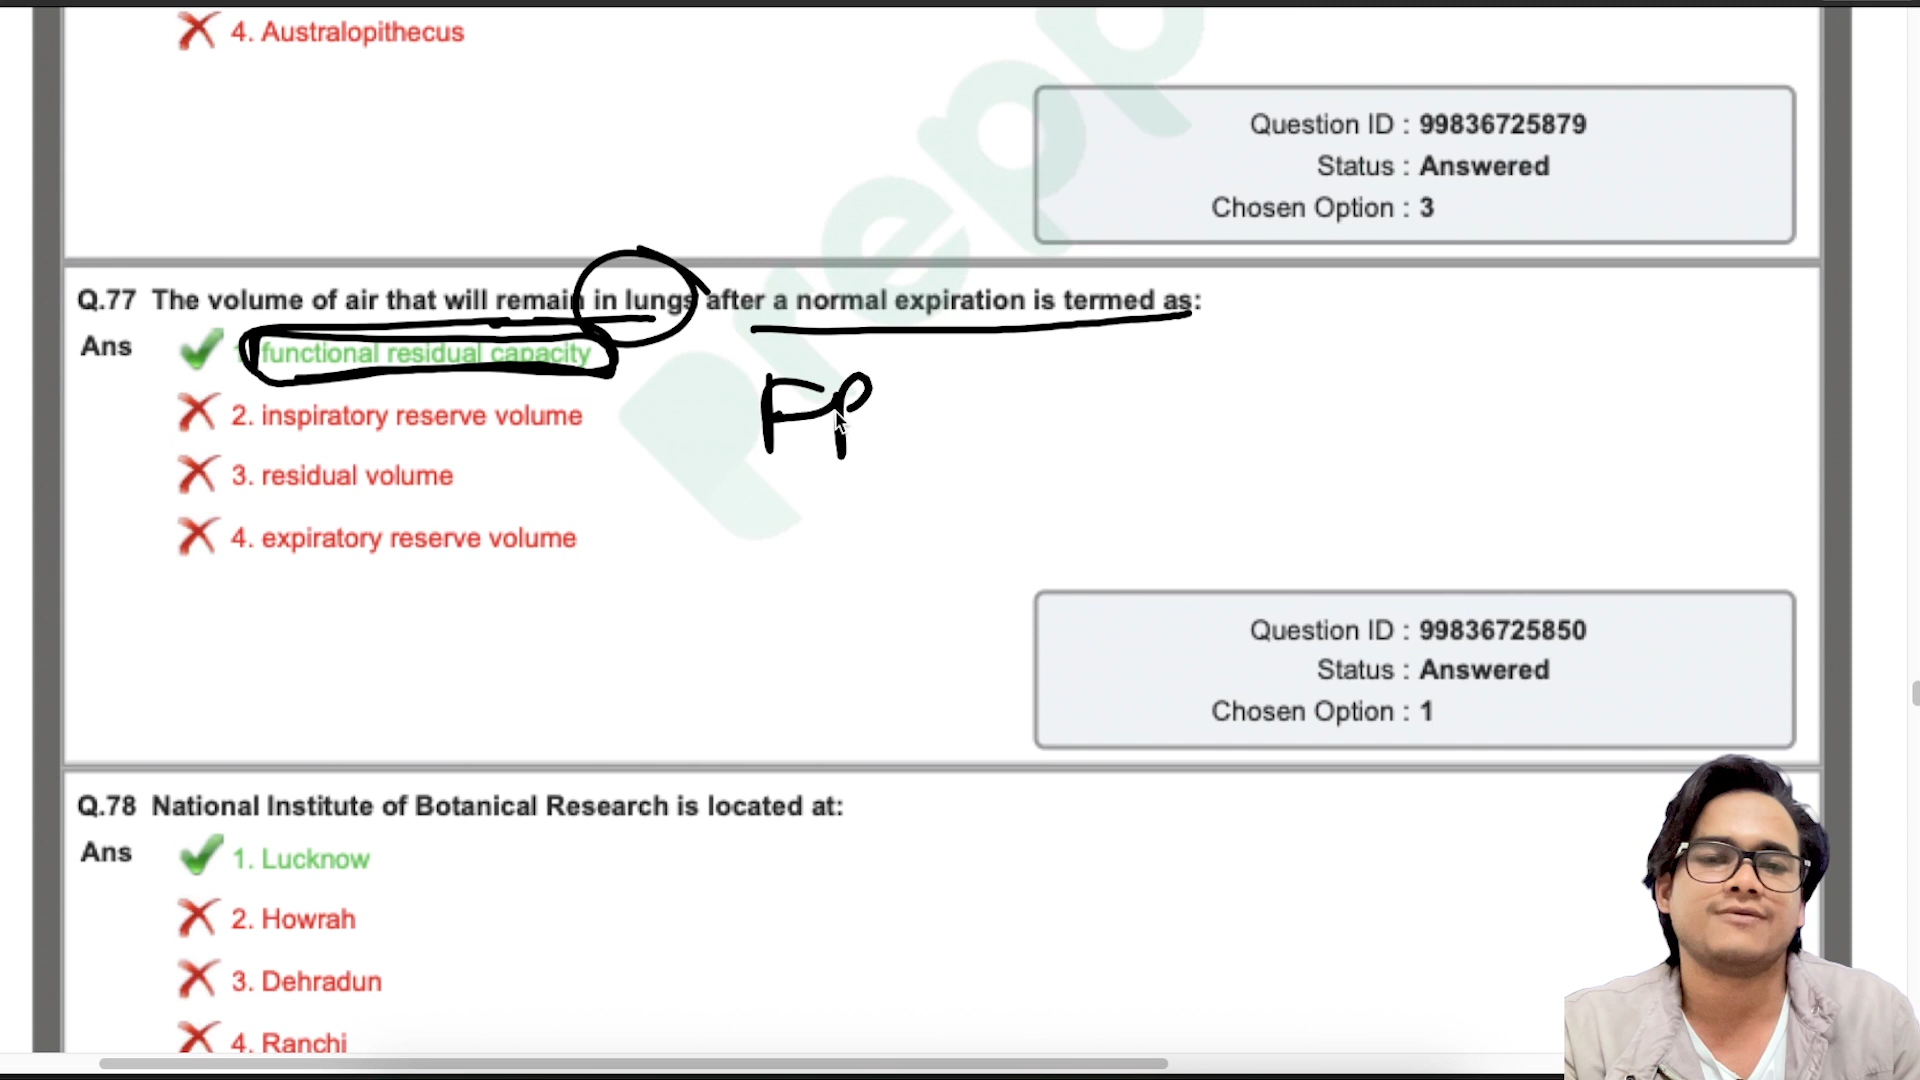 4. Australopithecus
Question ID : 99836725879
Status : Answered
Chosen Option : 3
Q.77 The volume of air that will remain in lungs after a normal expiration is termed as:
Ans functional residual capacity
2. inspiratory reserve volume
FR
3. residual volume
4. expiratory reserve volume
Question ID : 99836725850
Status : Answered
Chosen Option : 1
Q.78 National Institute of Botanical Research is located at:
Ans 1. Lucknow
2. Howrah
3. Dehradun
4. Ranchi
Prepp